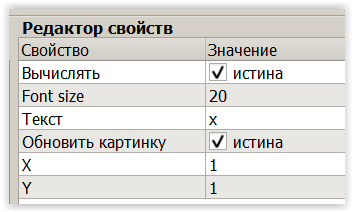 Редактор свойств
Свойство Значение
Вычислять истина
Font size 20
Текст x
Обновить картинку истина
X 1
Y 1